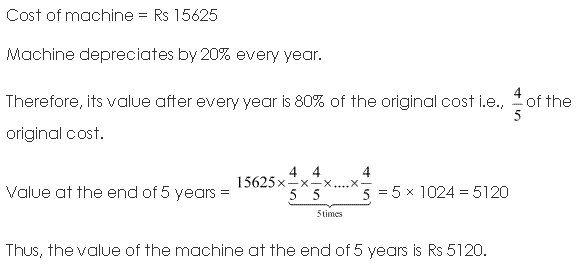 Cost of machine = Rs 15625
Machine depreciates by 20% every year.
Therefore, its value after every year is 80% of the original cost i.e., 4/5 of the
original cost.
Value at the end of 5 years = 15625 × 4/5 × 4/5 × .... × 4/5 = 5 × 1024 = 5120
5 times
Thus, the value of the machine at the end of 5 years is Rs 5120.